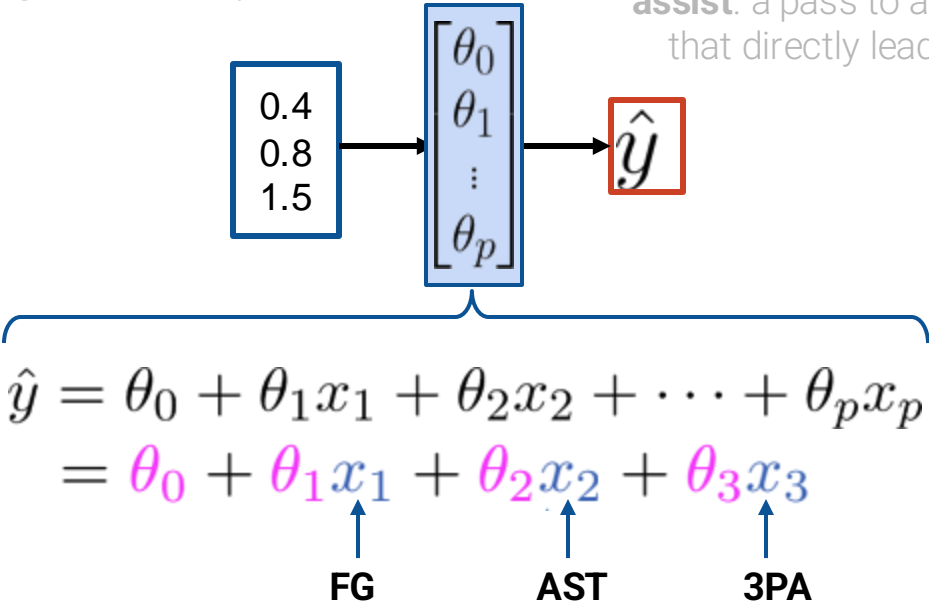 assist: a pass to a
that directly lead
0.4
0.8
1.5
θ₀
θ₁
⋮
θₚ
ŷ
ŷ = θ₀ + θ₁x₁ + θ₂x₂ + ⋯ + θₚxₚ
= θ₀ + θ₁x₁ + θ₂x₂ + θ₃x₃
FG AST 3PA